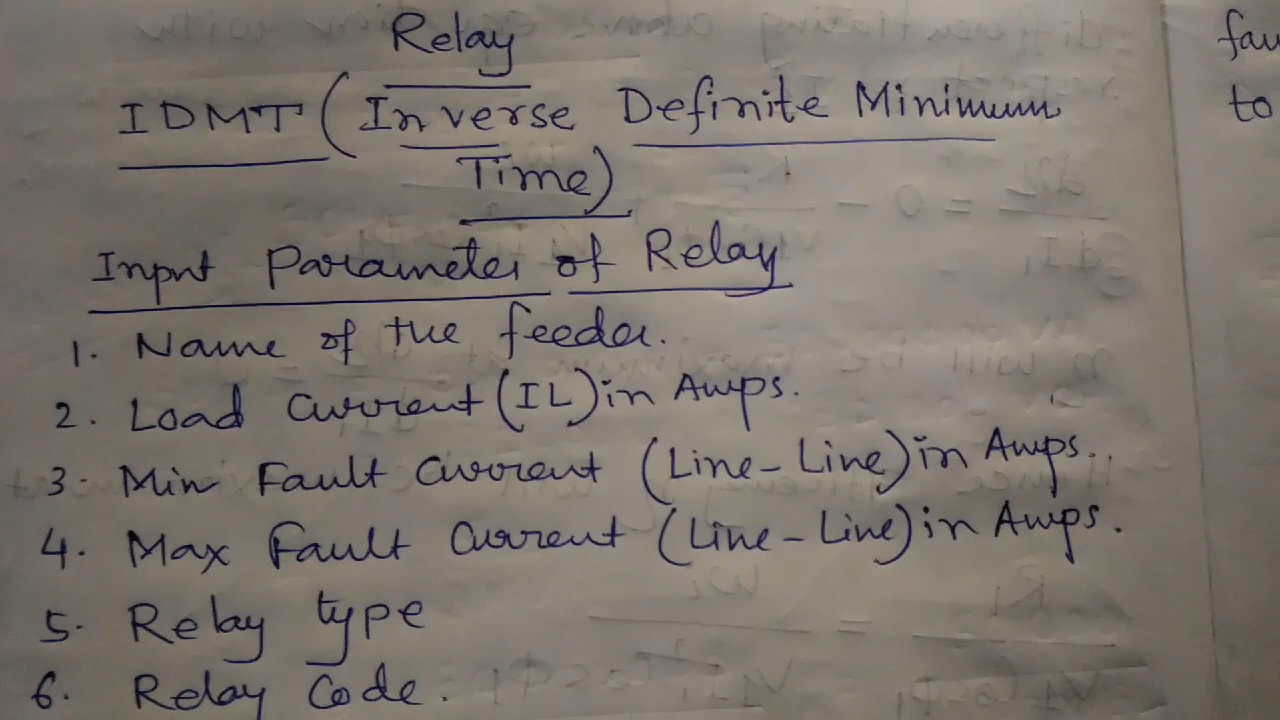 Relay
IDMT (Inverse Definite Minimum
Time)
Input Parameter of Relay
1. Name of the feeder.
2. Load Current (IL) in Amps.
3. Min Fault Current (Line-Line) in Amps..
4. Max Fault Current (Line-Line) in Amps.
5. Relay type
6. Relay Code.
fau
to